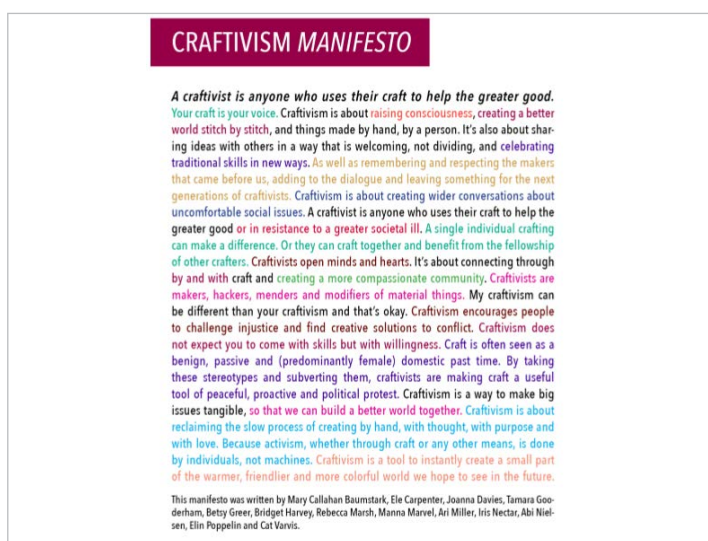 CRAFTIVISM MANIFESTO
A craftivist is anyone who uses their craft to help the greater good.
Your craft is your voice. Craftivism is about raising consciousness, creating a better
world stitch by stitch, and things made by hand, by a person. It's also about shar-
ing ideas with others in a way that is welcoming, not dividing, and celebrating
traditional skills in new ways. As well as remembering and respecting the makers
that came before us, adding to the dialogue and leaving something for the next
generations of craftivists. Craftivism is about creating wider conversations about
uncomfortable social issues. A craftivist is anyone who uses their craft to help the
greater good or in resistance to a greater societal ill. A single individual crafting
can make a difference. Or they can craft together and benefit from the fellowship
of other crafters. Craftivists open minds and hearts. It's about connecting through
by and with craft and creating a more compassionate community. Craftivists are
makers, hackers, menders and modifiers of material things. My craftivism can
be different than your craftivism and that's okay. Craftivism encourages people
to challenge injustice and find creative solutions to conflict. Craftivism does
not expect you to come with skills but with willingness. Craft is often seen as a
benign, passive and (predominantly female) domestic past time. By taking
these stereotypes and subverting them, craftivists are making craft a useful
tool of peaceful, proactive and political protest. Craftivism is a way to make big
issues tangible, so that we can build a better world together. Craftivism is about
reclaiming the slow process of creating by hand, with thought, with purpose and
with love. Because activism, whether through craft or any other means, is done
by individuals, not machines. Craftivism is a tool to instantly create a small part
of the warmer, friendlier and more colorful world we hope to see in the future.
This manifesto was written by Mary Callahan Baumstark, Ele Carpenter, Joanna Davies, Tamara Goo-
derham, Betsy Greer, Bridget Harvey, Rebecca Marsh, Manna Marvel, Ari Miller, Iris Nectar, Abi Niel-
sen, Elin Poppelin and Cat Varvis.